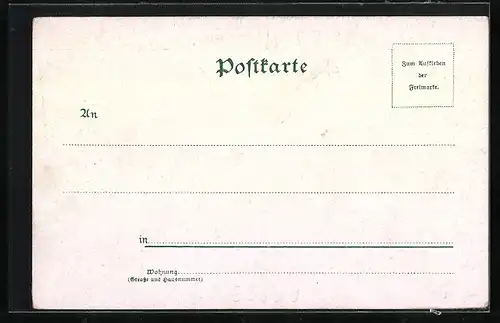 Postkarte
Zum Aufkleben
der
Freimarke.
An
in
Wohnung
(Straße und Hausnummer)